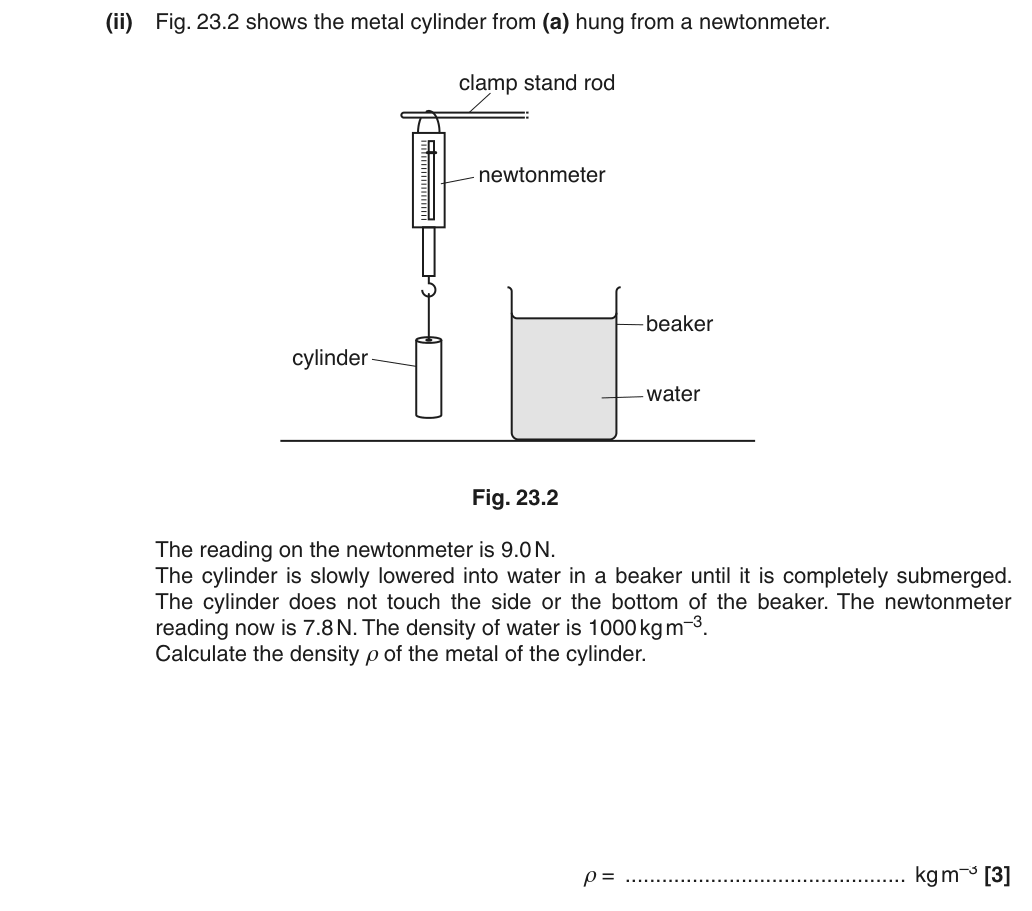 (ii) Fig. 23.2 shows the metal cylinder from (a) hung from a newtonmeter.
clamp stand rod
newtonmeter
beaker
cylinder
water
Fig. 23.2
The reading on the newtonmeter is 9.0 N.
The cylinder is slowly lowered into water in a beaker until it is completely submerged.
The cylinder does not touch the side or the bottom of the beaker. The newtonmeter
reading now is 7.8 N. The density of water is 1000 kg m⁻³.
Calculate the density ρ of the metal of the cylinder.
ρ = .............................................. kg m⁻³ [3]